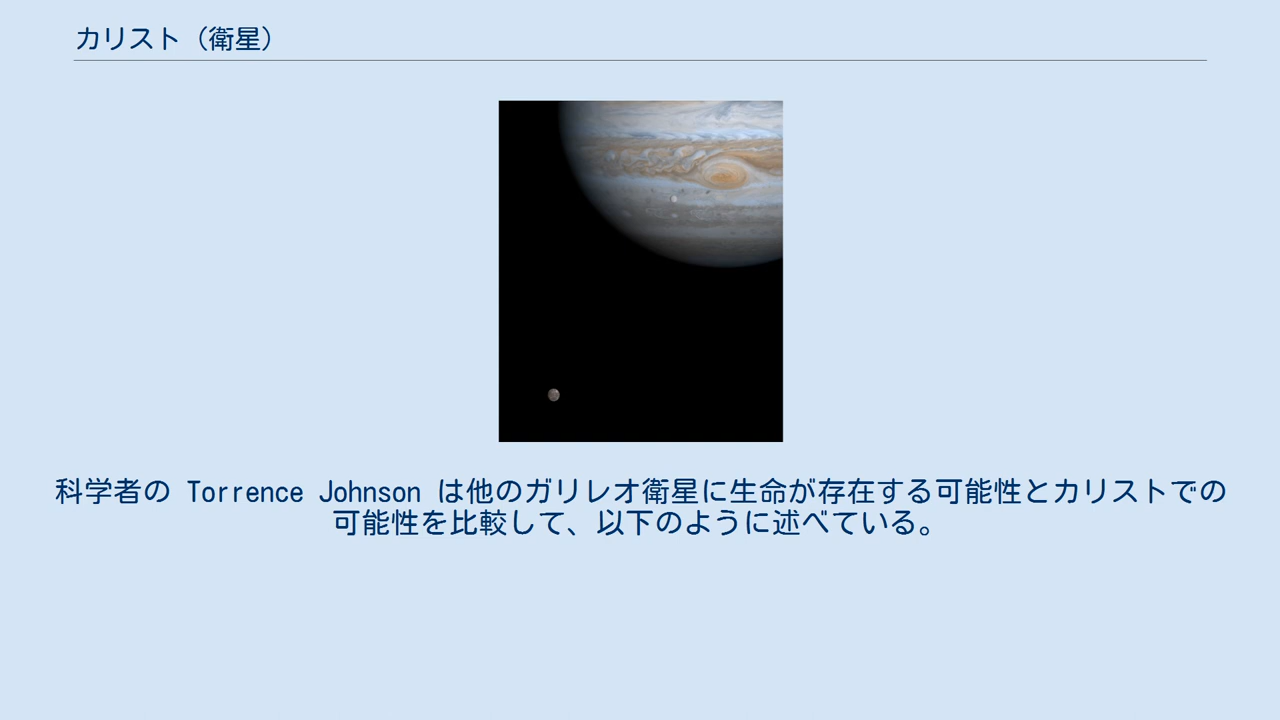 カリスト（衛星）
科学者の Torrence Johnson は他のガリレオ衛星に生命が存在する可能性とカリストでの
可能性を比較して、以下のように述べている。